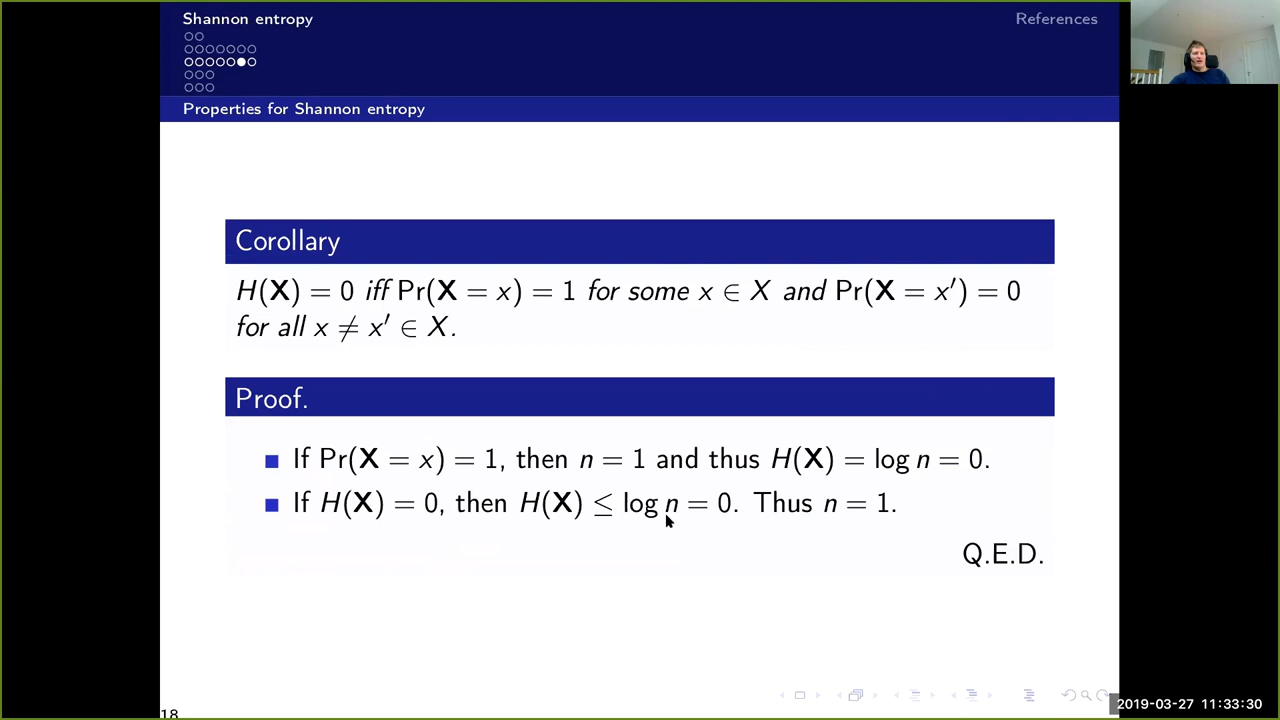 Shannon entropy
References
Properties for Shannon entropy
Corollary
H(X) = 0 iff Pr(X = x) = 1 for some x ∈ X and Pr(X = x′) = 0
for all x ≠ x′ ∈ X.
Proof.
If Pr(X = x) = 1, then n = 1 and thus H(X) = log n = 0.
If H(X) = 0, then H(X) ≤ log n = 0. Thus n = 1.
Q.E.D.
18
2019-03-27 11:33:30